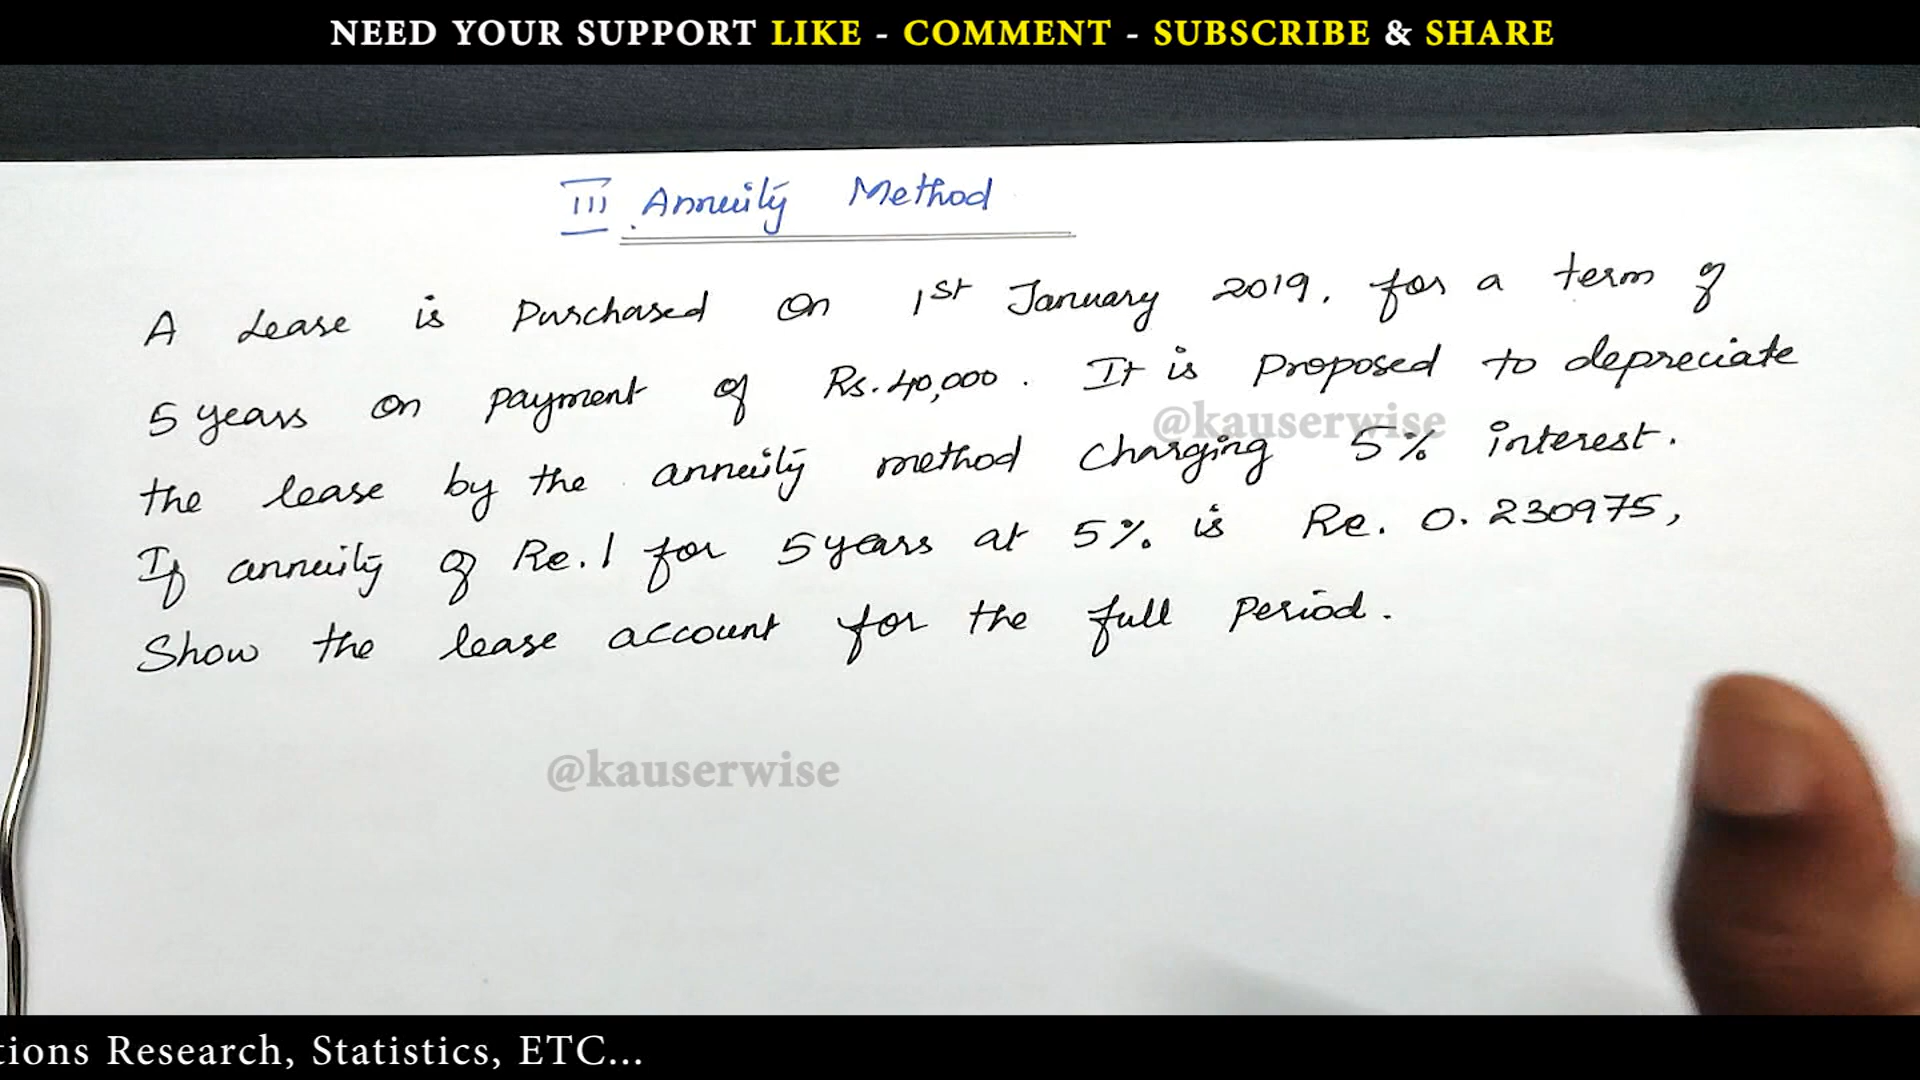 NEED YOUR SUPPORT LIKE - COMMENT - SUBSCRIBE & SHARE
III Annuity Method
A Lease is Purchased On 1st January 2019, for a term of
5 years on payment of Rs. 40,000. It is proposed to depreciate
@kauserwise
the lease by the annuity method charging 5% interest.
If annuity of Re. 1 for 5 years at 5% is Re. 0.230975,
Show the lease account for the full period.
@kauserwise
tions Research, Statistics, ETC...